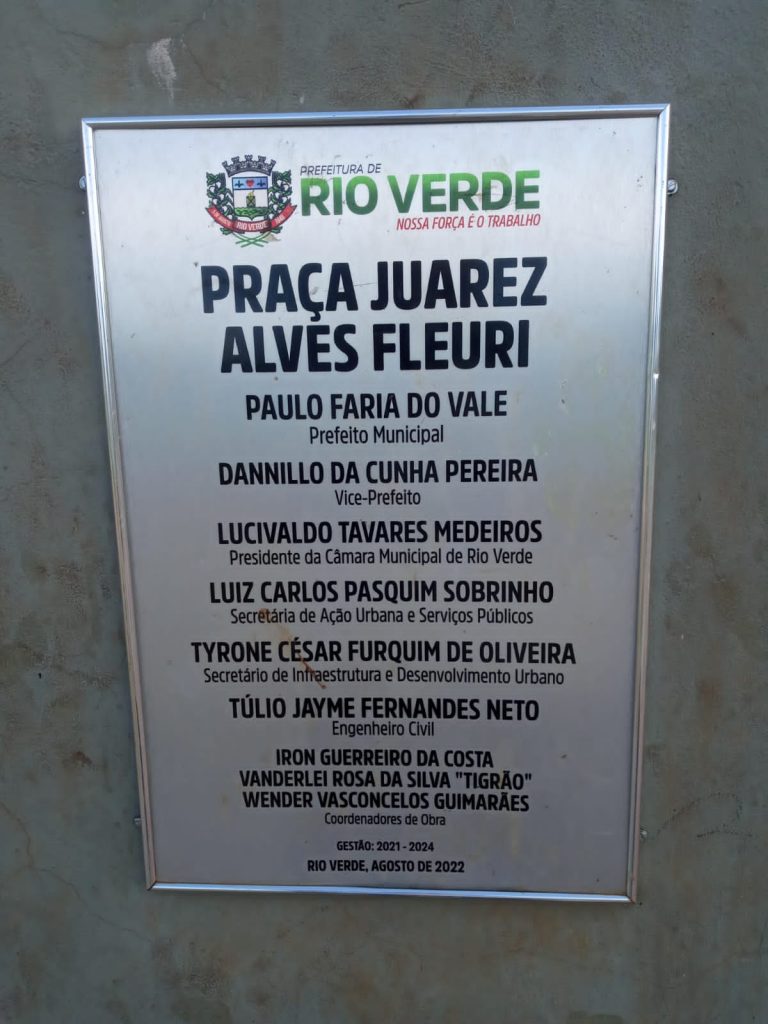 PREFEITURA DE
RIO VERDE
NOSSA FORÇA É O TRABALHO
RIO VERDE
PRAÇA JUAREZ
ALVES FLEURI
PAULO FARIA DO VALE
Prefeito Municipal
DANNILLO DA CUNHA PEREIRA
Vice-Prefeito
LUCIVALDO TAVARES MEDEIROS
Presidente da Câmara Municipal de Rio Verde
LUIZ CARLOS PASQUIM SOBRINHO
Secretária de Ação Urbana e Serviços Públicos
TYRONE CÉSAR FURQUIM DE OLIVEIRA
Secretário de Infraestrutura e Desenvolvimento Urbano
TÚLIO JAYME FERNANDES NETO
Engenheiro Civil
IRON GUERREIRO DA COSTA
VANDERLEI ROSA DA SILVA "TIGRÃO"
WENDER VASCONCELOS GUIMARÃES
Coordenadores de Obra
GESTÃO: 2021 - 2024
RIO VERDE, AGOSTO DE 2022